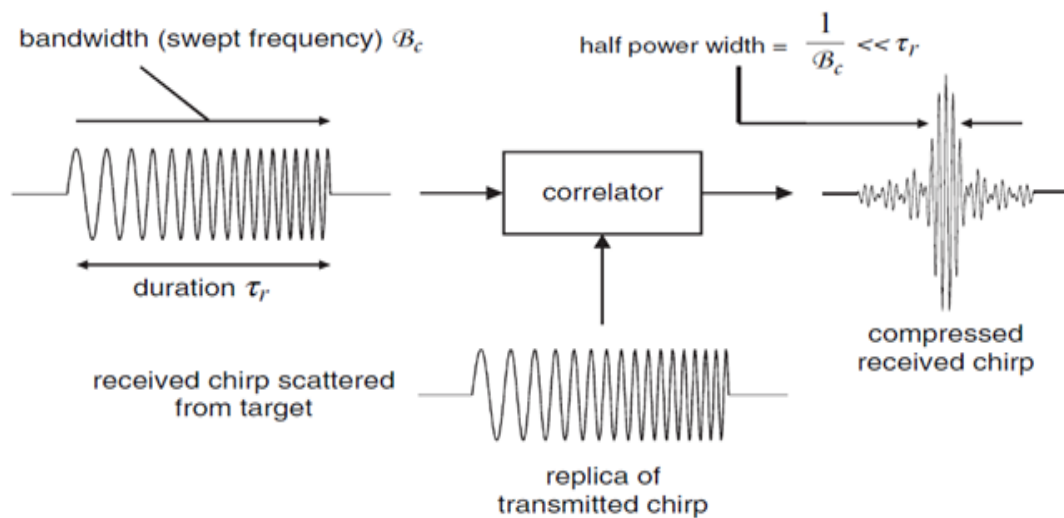 bandwidth (swept frequency) ℬc
half power width = 1/ℬc << τr
correlator
duration τr
compressed
received chirp
received chirp scattered
from target
replica of
transmitted chirp